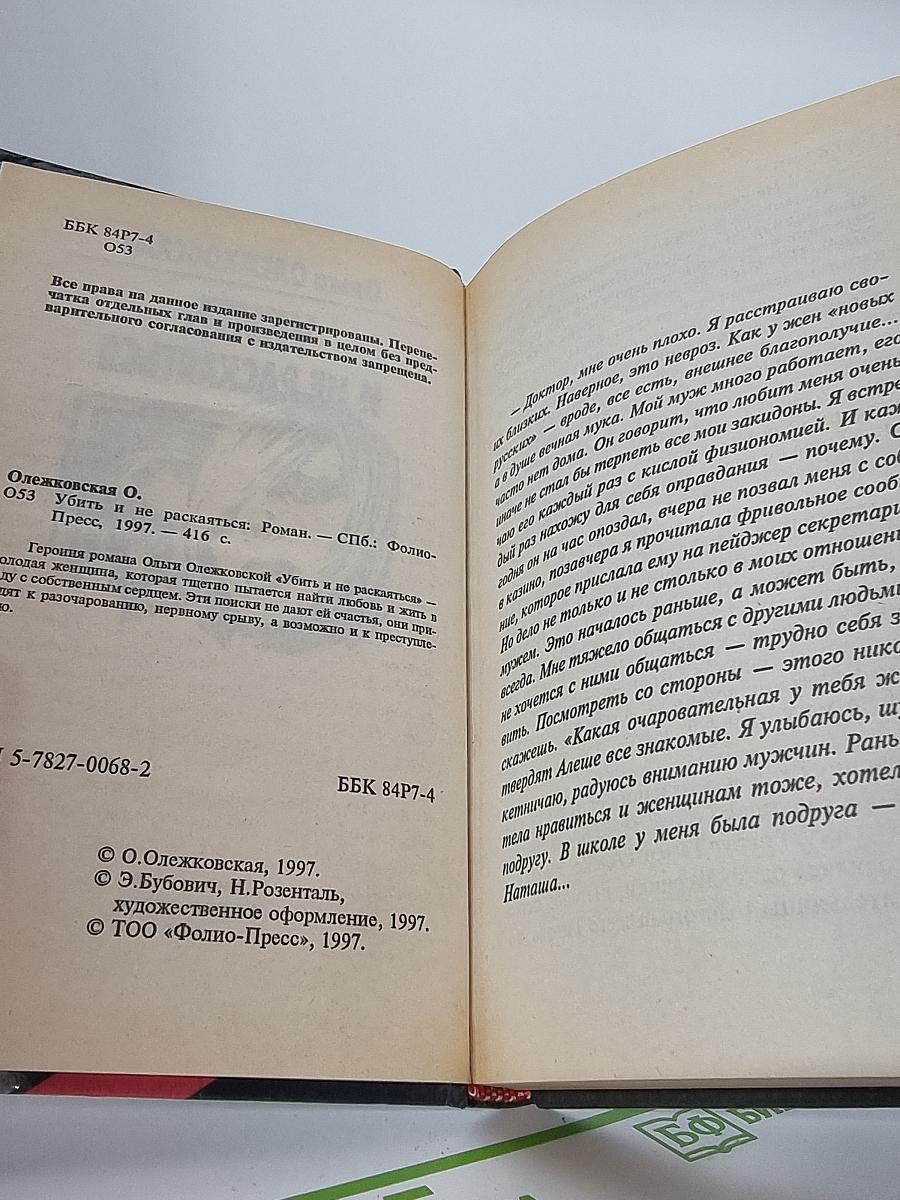 ББК 84Р7-4
О53
Все права на данное издание зарегистрированы. Перепе-
чатка отдельных глав и произведения в целом без пред-
варительного согласования с издательством запрещена.
Олежковская О.
О53 Убить и не раскаяться: Роман. — СПб.: Фолио-
Пресс, 1997. — 416 с.
Героиня романа Ольги Олежковской «Убить и не раскаяться» —
олодая женщина, которая тщетно пытается найти любовь и жить в
ду с собственным сердцем. Эти поиски не дают ей счастья, они при-
дят к разочарованию, нервному срыву, а возможно и к преступле-
ю.
5-7827-0068-2
ББК 84Р7-4
© О.Олежковская, 1997.
© Э.Бубович, Н.Розенталь,
художественное оформление, 1997.
© ТОО «Фолио-Пресс», 1997.
— Доктор, мне очень плохо. Я расстраиваю сво-
их близких. Наверное, это невроз. Как у жен «новых
русских» — вроде, все есть, внешнее благополучие...
а в душе вечная мука. Мой муж много работает, его
часто нет дома. Он говорит, что любит меня очень
иначе не стал бы терпеть все мои закидоны. Я встре
чаю его каждый раз с кислой физиономией. И каж
дый раз нахожу для себя оправдания — почему. С
годня он на час опоздал, вчера не позвал меня с соб
в казино, позавчера я прочитала фривольное сооб
ние, которое прислала ему на пейджер секретари
Но дело не только и не столько в моих отношени
мужем. Это началось раньше, а может быть,
всегда. Мне тяжело общаться с другими людьми
не хочется с ними общаться — трудно себя з
вить. Посмотреть со стороны — этого нико
скажешь. «Какая очаровательная у тебя ж
твердят Алеше все знакомые. Я улыбаюсь, шу
кетничаю, радуюсь вниманию мужчин. Рань
тела нравиться и женщинам тоже, хотел
подругу. В школе у меня была подруга —
Наташа...
БФ